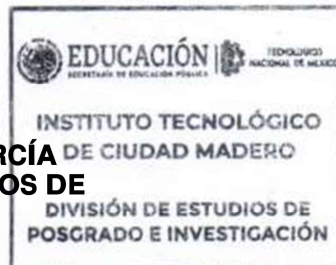 EDUCACIÓN
SECRETARÍA DE EDUCACIÓN PÚBLICA
TECNOLÓGICO
NACIONAL DE MÉXICO
INSTITUTO TECNOLÓGICO
RCÍA DE CIUDAD MADERO
OS DE
DIVISIÓN DE ESTUDIOS DE
POSGRADO E INVESTIGACIÓN